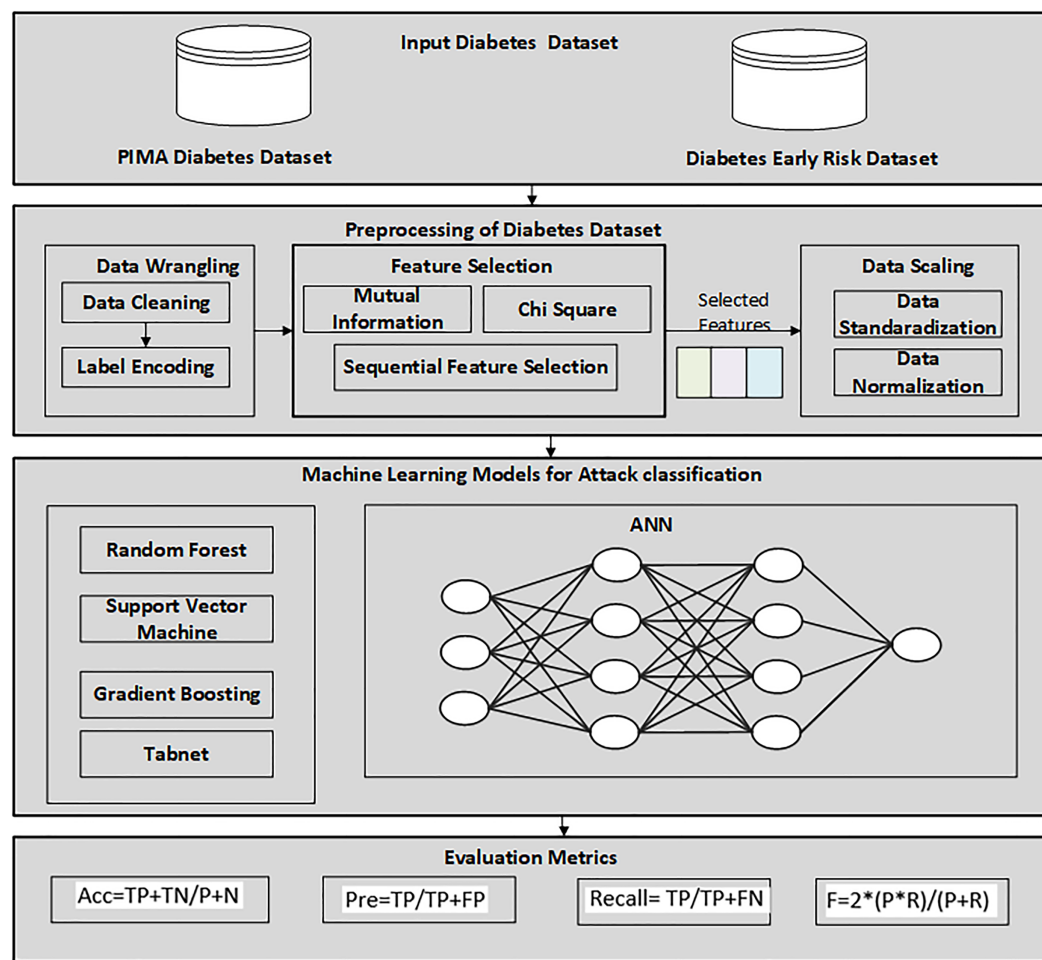 Input Diabetes Dataset
PIMA Diabetes Dataset
Diabetes Early Risk Dataset
Preprocessing of Diabetes Dataset
Data Wrangling
Data Cleaning
Label Encoding
Feature Selection
Mutual
Information
Chi Square
Sequential Feature Selection
Selected
Features
Data Scaling
Data
Standaradization
Data
Normalization
Machine Learning Models for Attack classification
Random Forest
Support Vector
Machine
Gradient Boosting
Tabnet
ANN
Evaluation Metrics
Acc=TP+TN/P+N
Pre=TP/TP+FP
Recall= TP/TP+FN
F=2*(P*R)/(P+R)